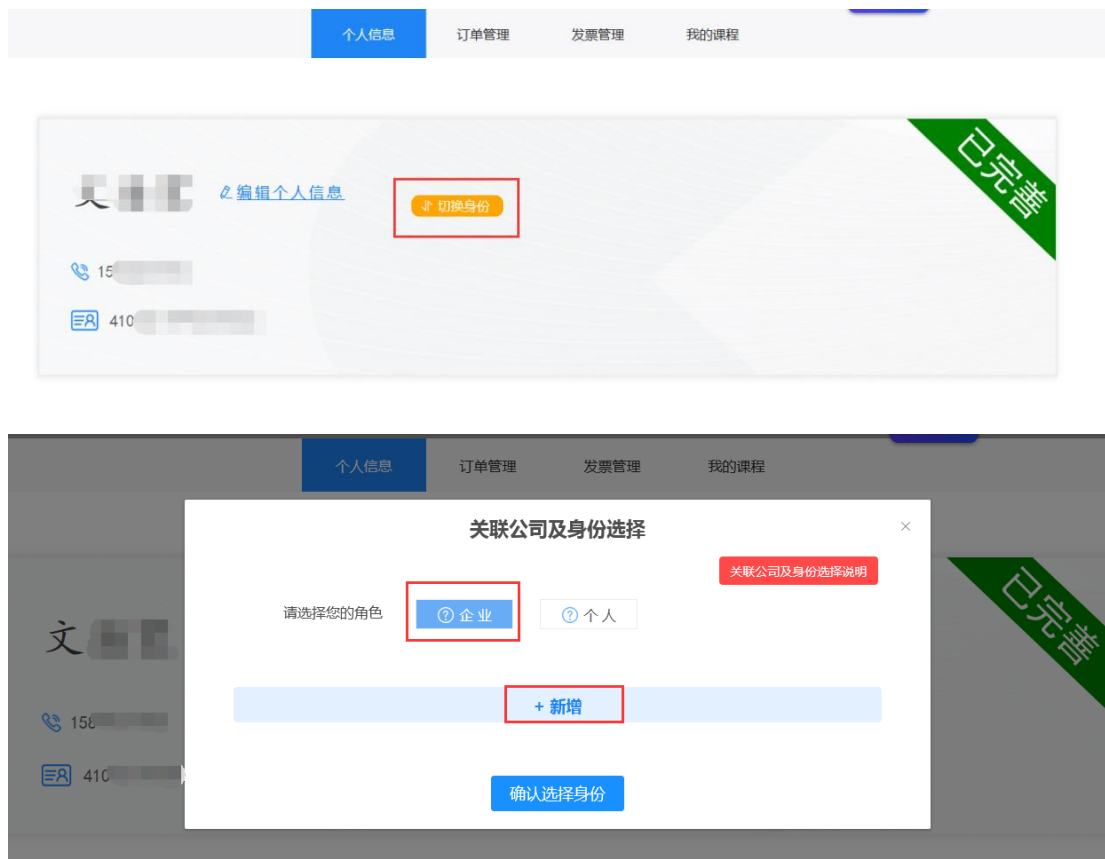 个人信息 订单管理 发票管理 我的课程
已完善
编辑个人信息 切换身份
15
410
个人信息 订单管理 发票管理 我的课程
关联公司及身份选择
关联公司及身份选择说明
已完善
请选择您的角色 企业 个人
文
+ 新增
158
410
确认选择身份